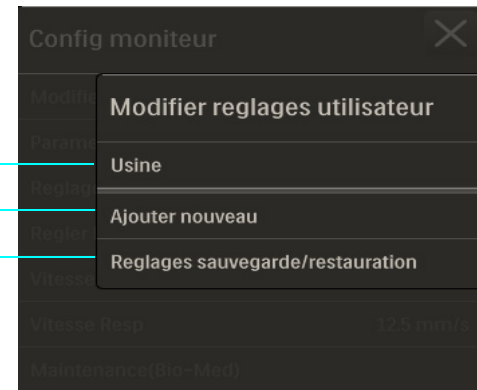 Config moniteur
Modifier reglages utilisateur
Usine
Ajouter nouveau
Reglages sauvegarde/restauration
Vitesse Resp 12.5 mm/s
Maintenance(Bio-Med)